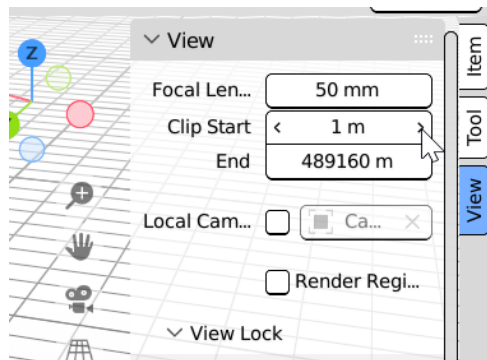 View
Z
Focal Len... 50 mm
Clip Start < 1 m >
End 489160 m
Local Cam... Ca... ×
Render Regi...
View Lock
Item
Tool
View